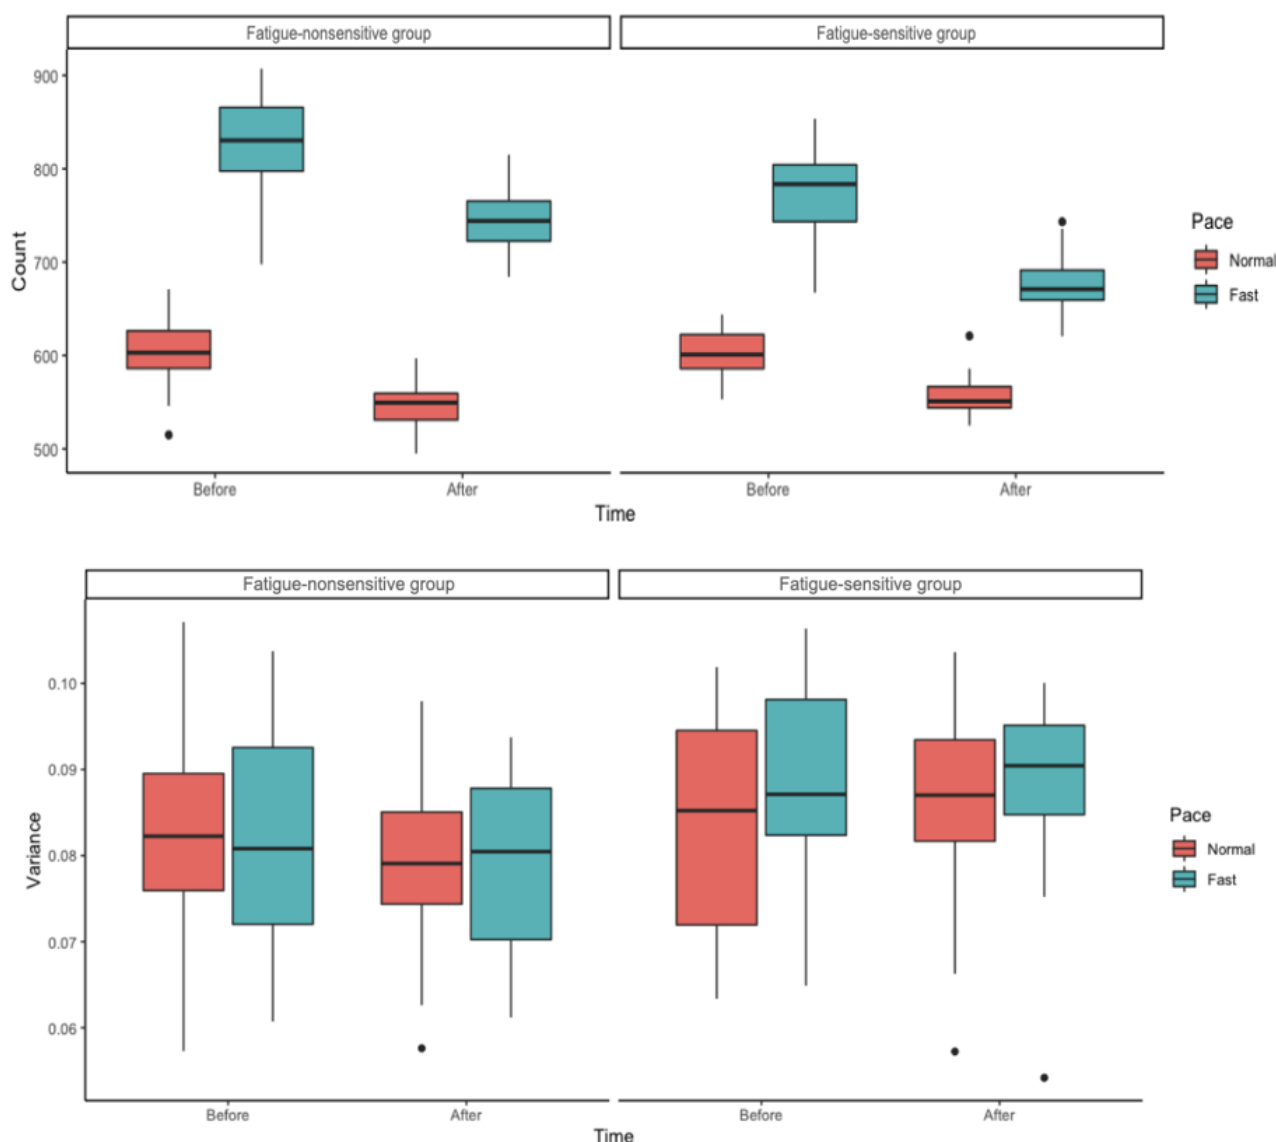 Fatigue-nonsensitive group Fatigue-sensitive group
900
800
700
600
500
Count
Before After Before After
Time
Pace
Normal
Fast
Fatigue-nonsensitive group Fatigue-sensitive group
0.10
0.09
0.08
0.07
0.06
Variance
Before After Before After
Time
Pace
Normal
Fast